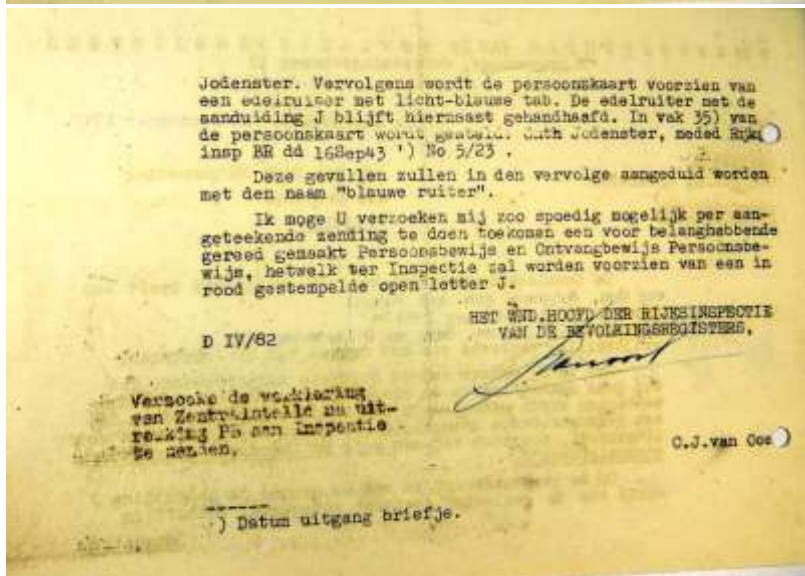 Jodenster. Vervolgens wordt de persoonskaart voorzien van
een edelruiter met licht-blauwe tab. De edelruiter met de
aanduiding J blijft hiernaast gehandhaafd. In vak 35) van
de persoonskaart wordt gesteld: Jodenster, meded
insp BR dd 16Sep43 ') No 5/23 .
Deze gevallen zullen in den vervolge aangeduid worden
met den naam "blauwe ruiter".
Ik moge U verzoeken mij zoo spoedig mogelijk per aan-
geteekende zending te doen toekomen een voor belanghebbende
gereed gemaakt Persoonsbewijs en Ontvangbewijs Persoonsbe-
wijs, hetwelk ter Inspectie zal worden voorzien van een in
rood gestempelde open letter J.
HET WND.HOOFD DER RIJKSINSPECTIE
VAN DE BEVOLKINGSREGISTERS,
D IV/82
Verzoeke de verklaring
van Zentralstelle na uit-
reiking PB aan Inspectie
te zenden.
C.J.van
------
') Datum uitgang briefje.